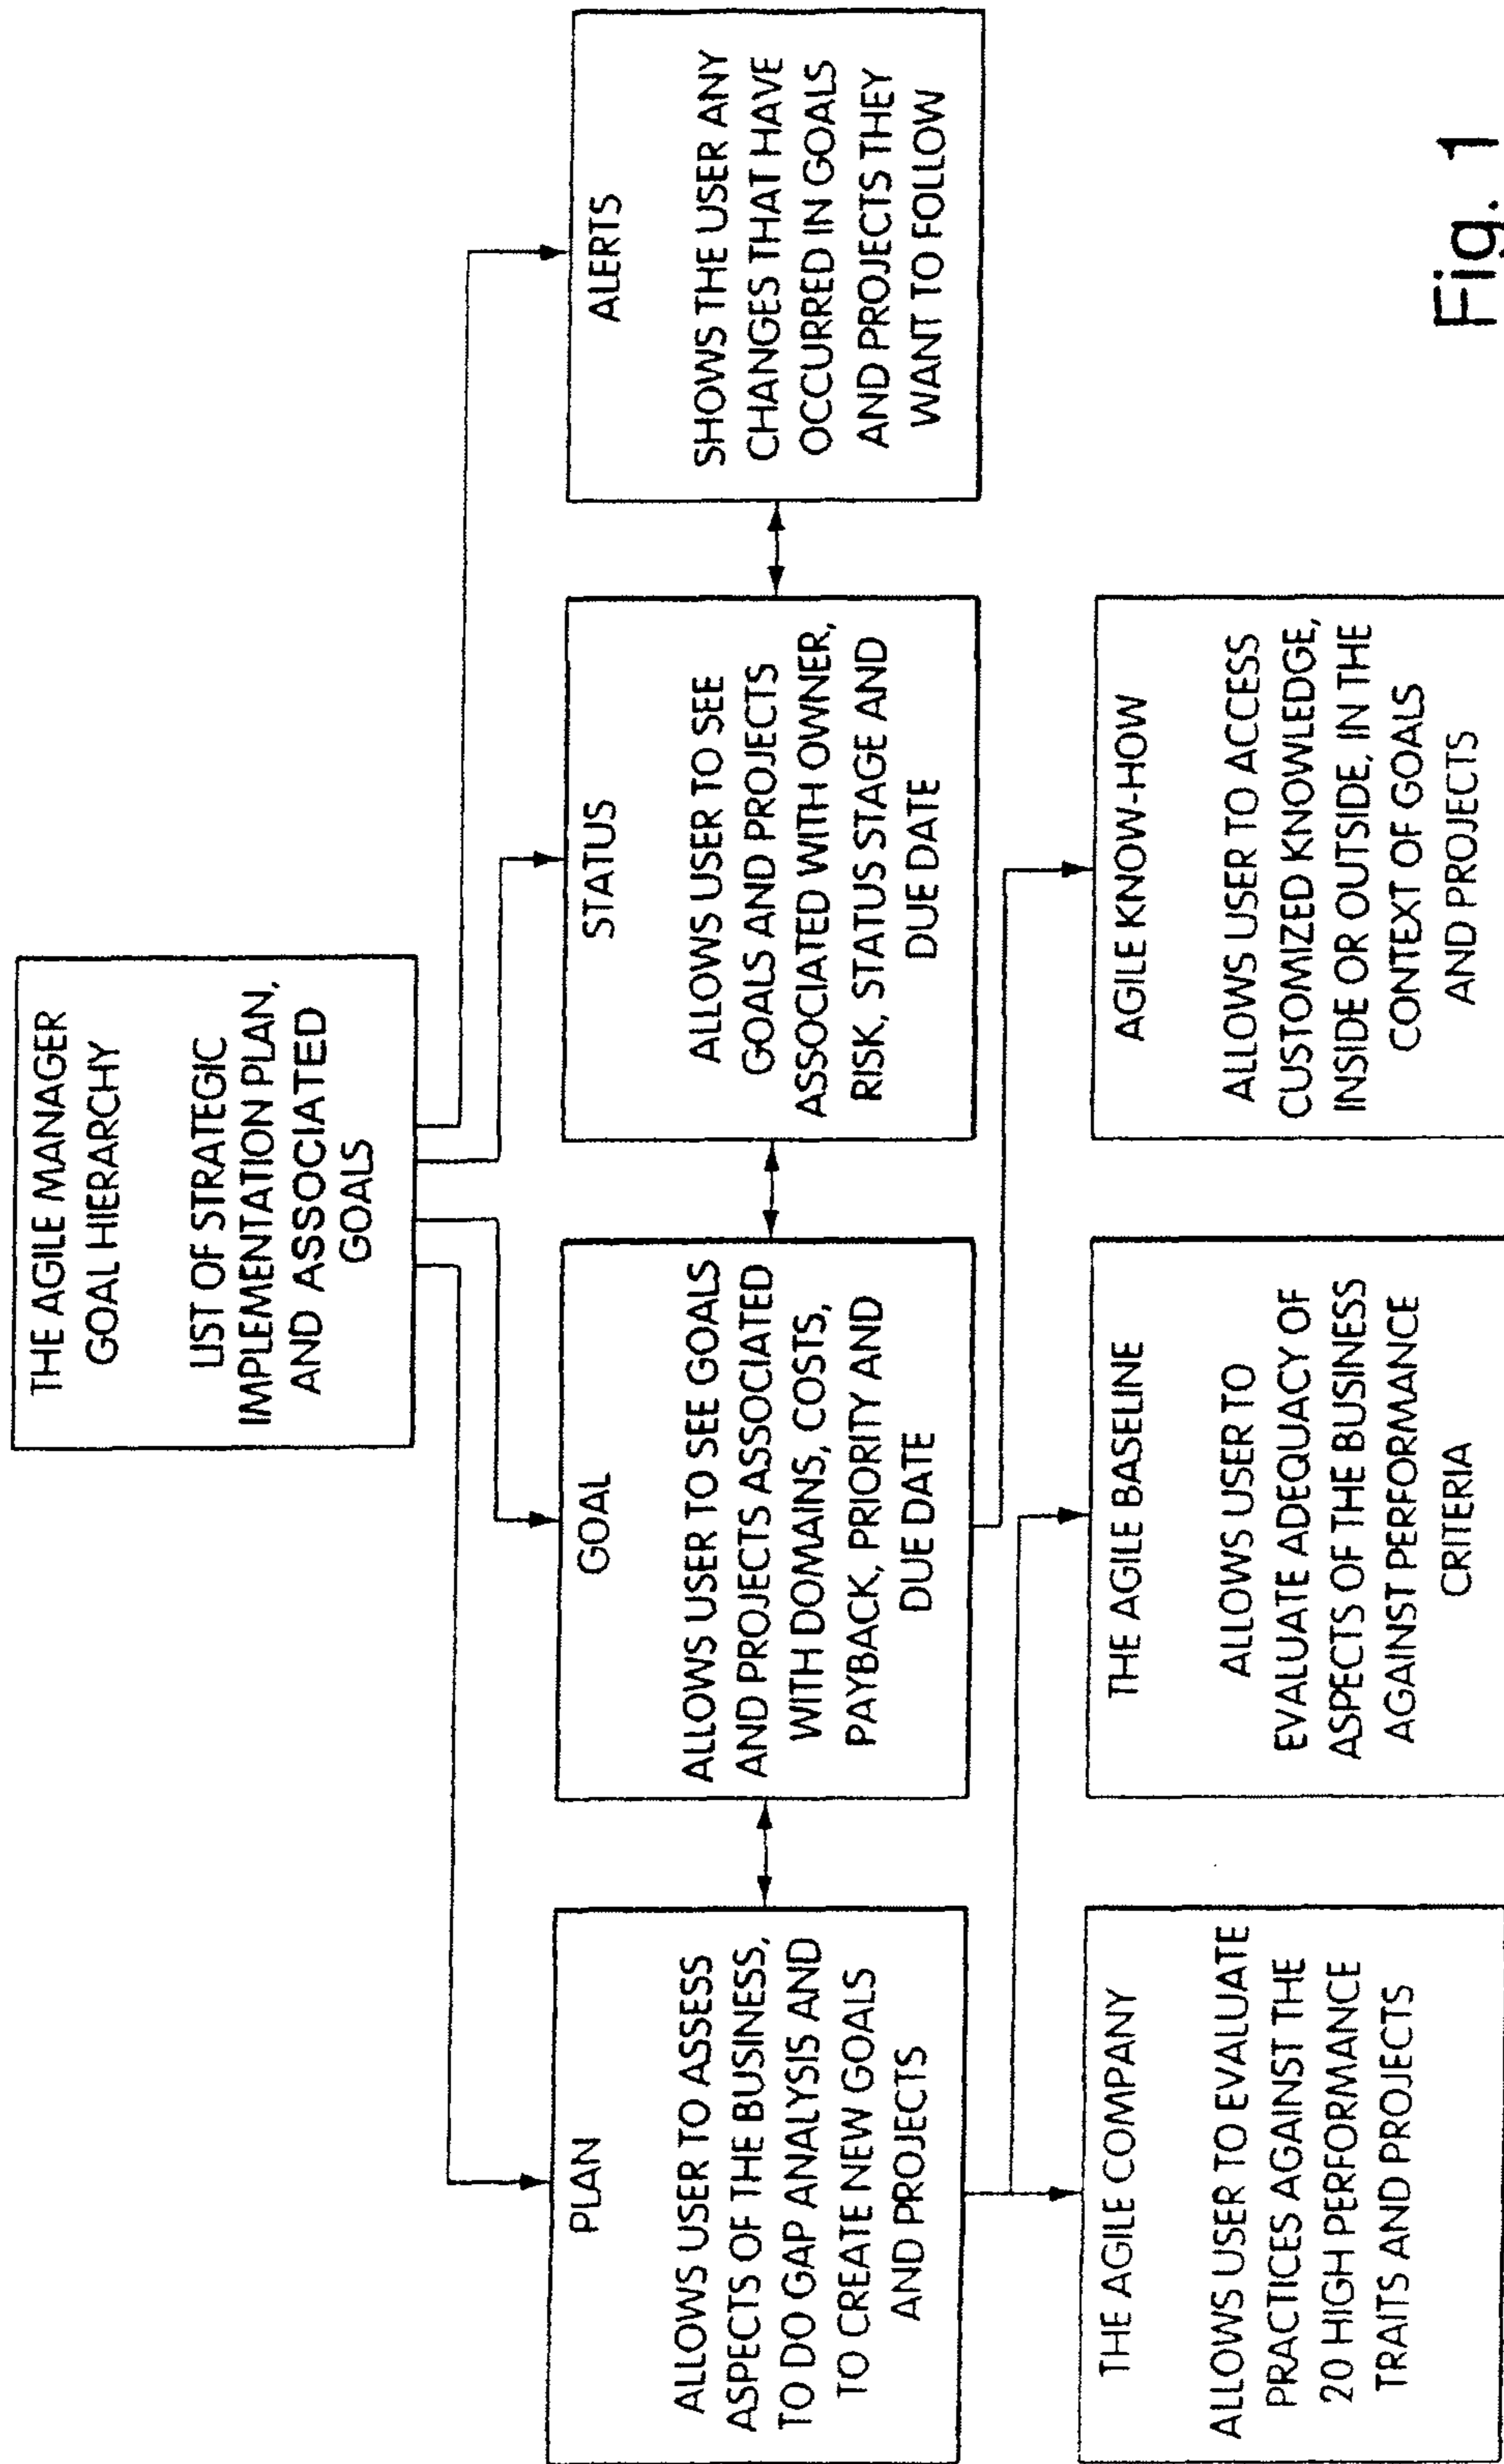 THE AGILE MANAGER
GOAL HIERARCHY
LIST OF STRATEGIC
IMPLEMENTATION PLAN,
AND ASSOCIATED
GOALS
PLAN
ALLOWS USER TO ASSESS
ASPECTS OF THE BUSINESS,
TO DO GAP ANALYSIS AND
TO CREATE NEW GOALS
AND PROJECTS
GOAL
ALLOWS USER TO SEE GOALS
AND PROJECTS ASSOCIATED
WITH DOMAINS, COSTS,
PAYBACK, PRIORITY AND
DUE DATE
STATUS
ALLOWS USER TO SEE
GOALS AND PROJECTS
ASSOCIATED WITH OWNER,
RISK, STATUS STAGE AND
DUE DATE
ALERTS
SHOWS THE USER ANY
CHANGES THAT HAVE
OCCURRED IN GOALS
AND PROJECTS THEY
WANT TO FOLLOW
THE AGILE COMPANY
ALLOWS USER TO EVALUATE
PRACTICES AGAINST THE
20 HIGH PERFORMANCE
TRAITS AND PROJECTS
THE AGILE BASELINE
ALLOWS USER TO
EVALUATE ADEQUACY OF
ASPECTS OF THE BUSINESS
AGAINST PERFORMANCE
CRITERIA
AGILE KNOW-HOW
ALLOWS USER TO ACCESS
CUSTOMIZED KNOWLEDGE,
INSIDE OR OUTSIDE, IN THE
CONTEXT OF GOALS
AND PROJECTS
Fig. 1